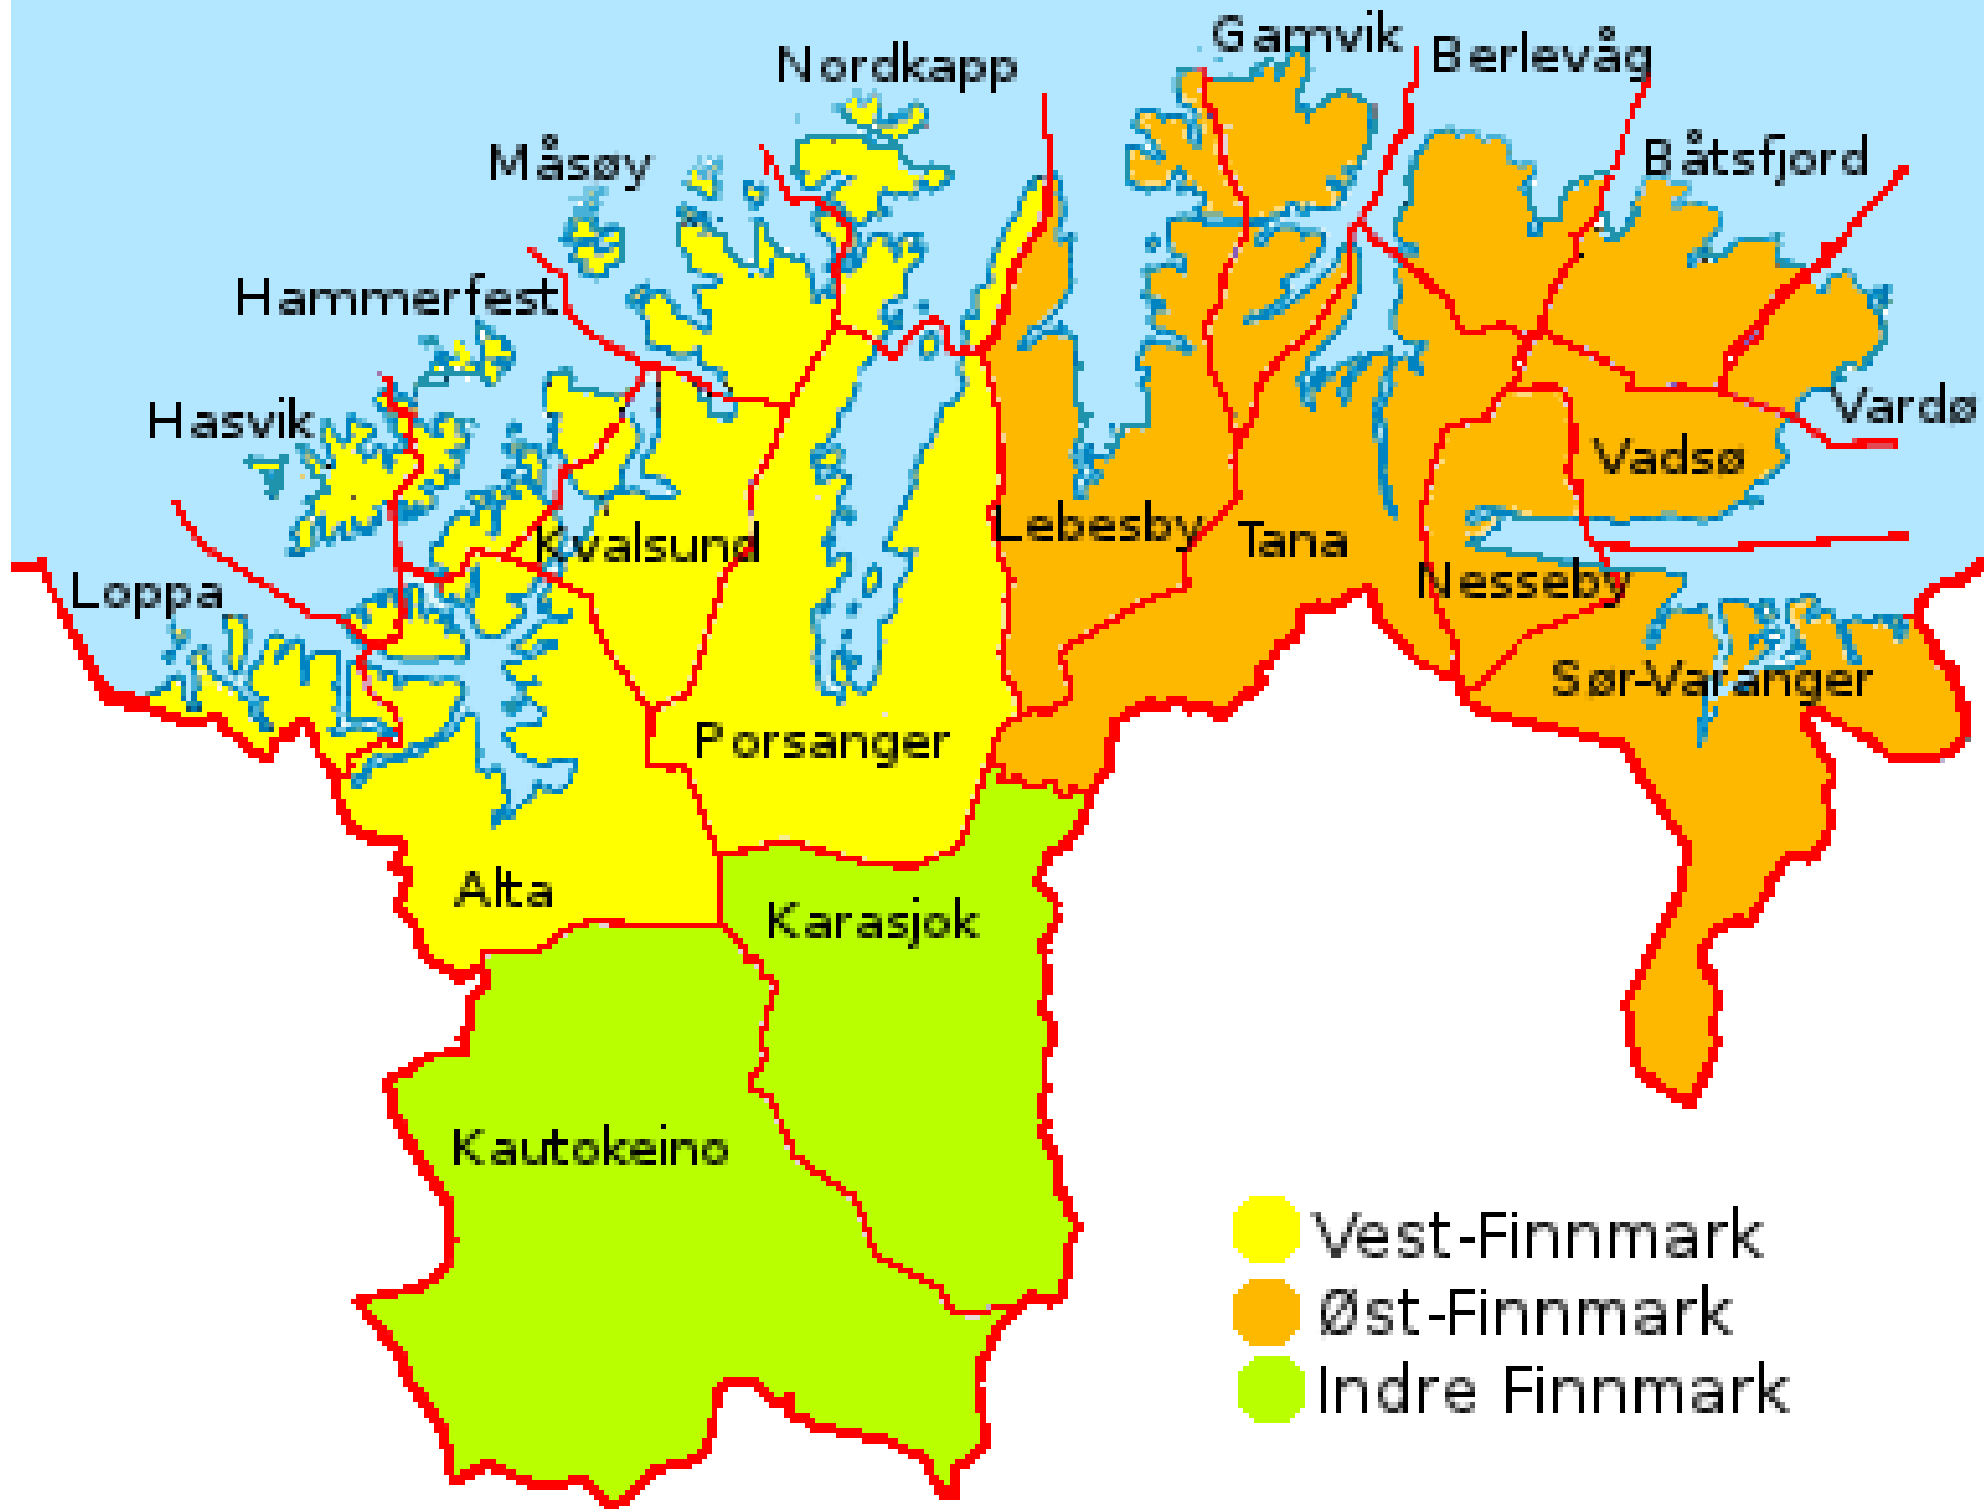 Gamvik
Berlevåg
Nordkapp
Måsøy
Båtsfjord
Hammerfest
Hasvik
Vardø
Vadsø
Lebesby
Tana
Kvalsund
Nesseby
Loppa
Sør-Varanger
Porsanger
Alta
Karasjok
Kautokeino
Vest-Finnmark
Øst-Finnmark
Indre Finnmark